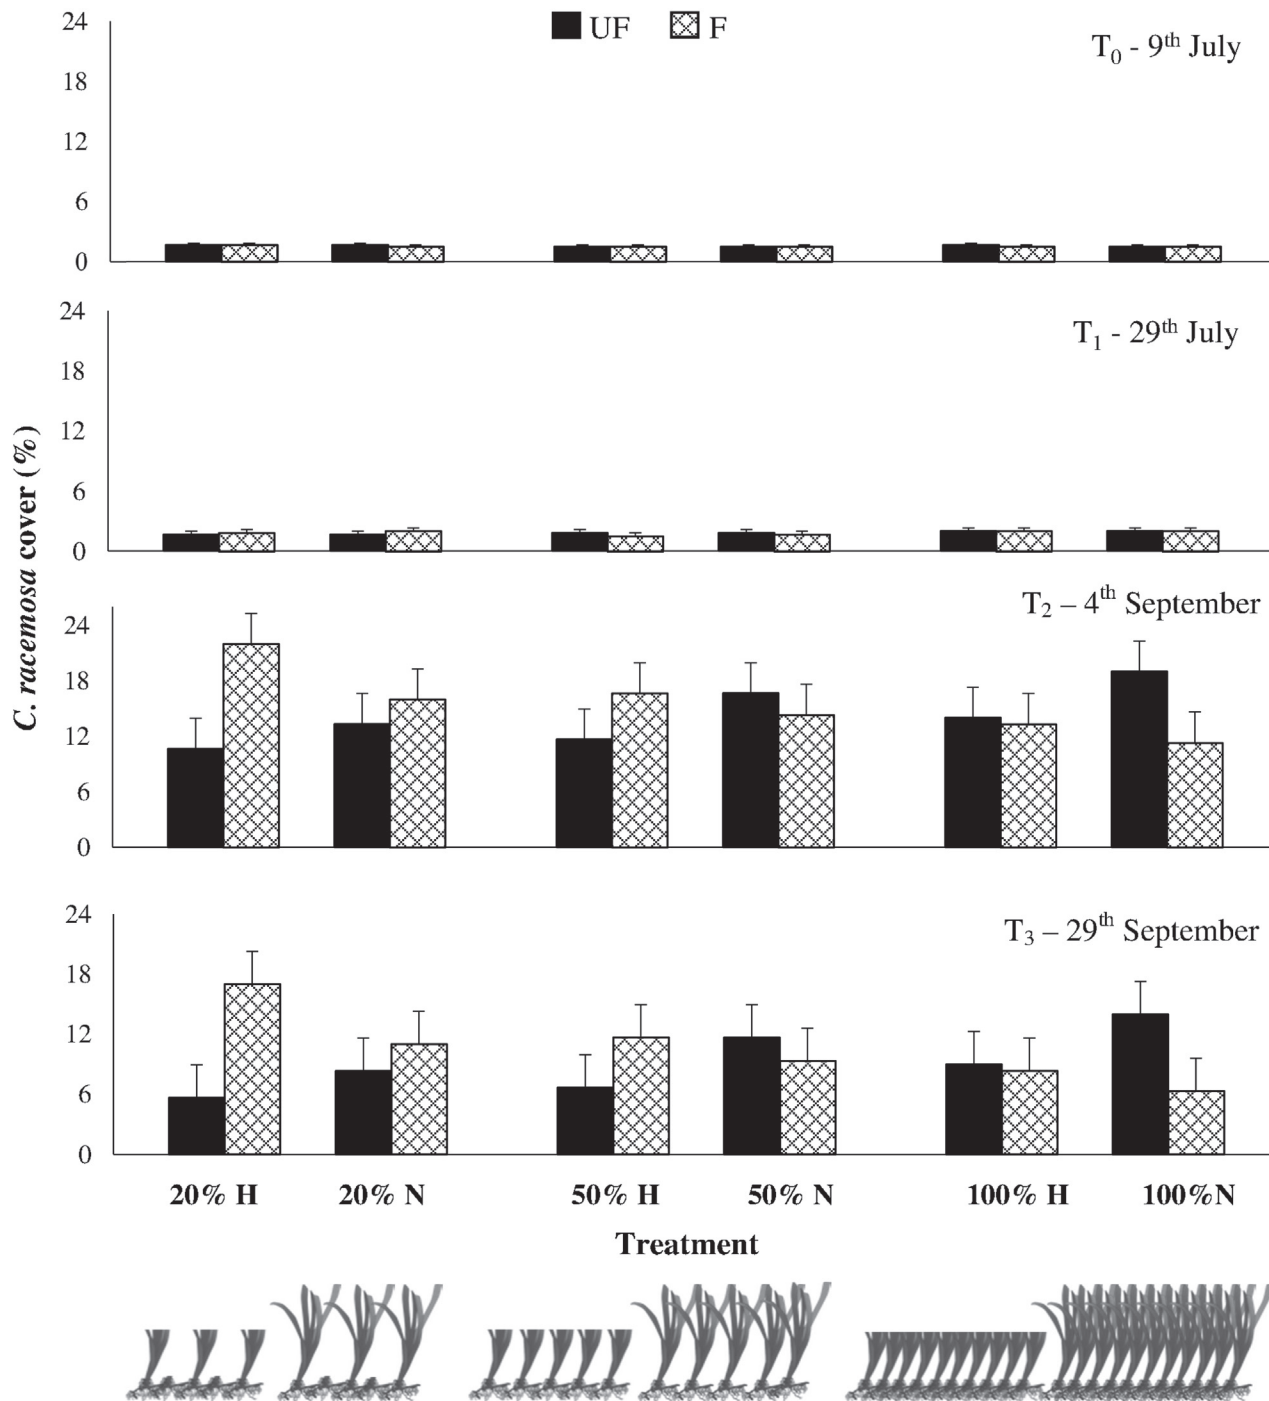 UF F
T₀ - 9ᵗʰ July
24
18
12
6
0
T₁ - 29ᵗʰ July
24
18
12
6
0
C. racemosa cover (%)
T₂ – 4ᵗʰ September
24
18
12
6
0
T₃ – 29ᵗʰ September
24
18
12
6
0
20% H 20% N 50% H 50% N 100% H 100%N
Treatment